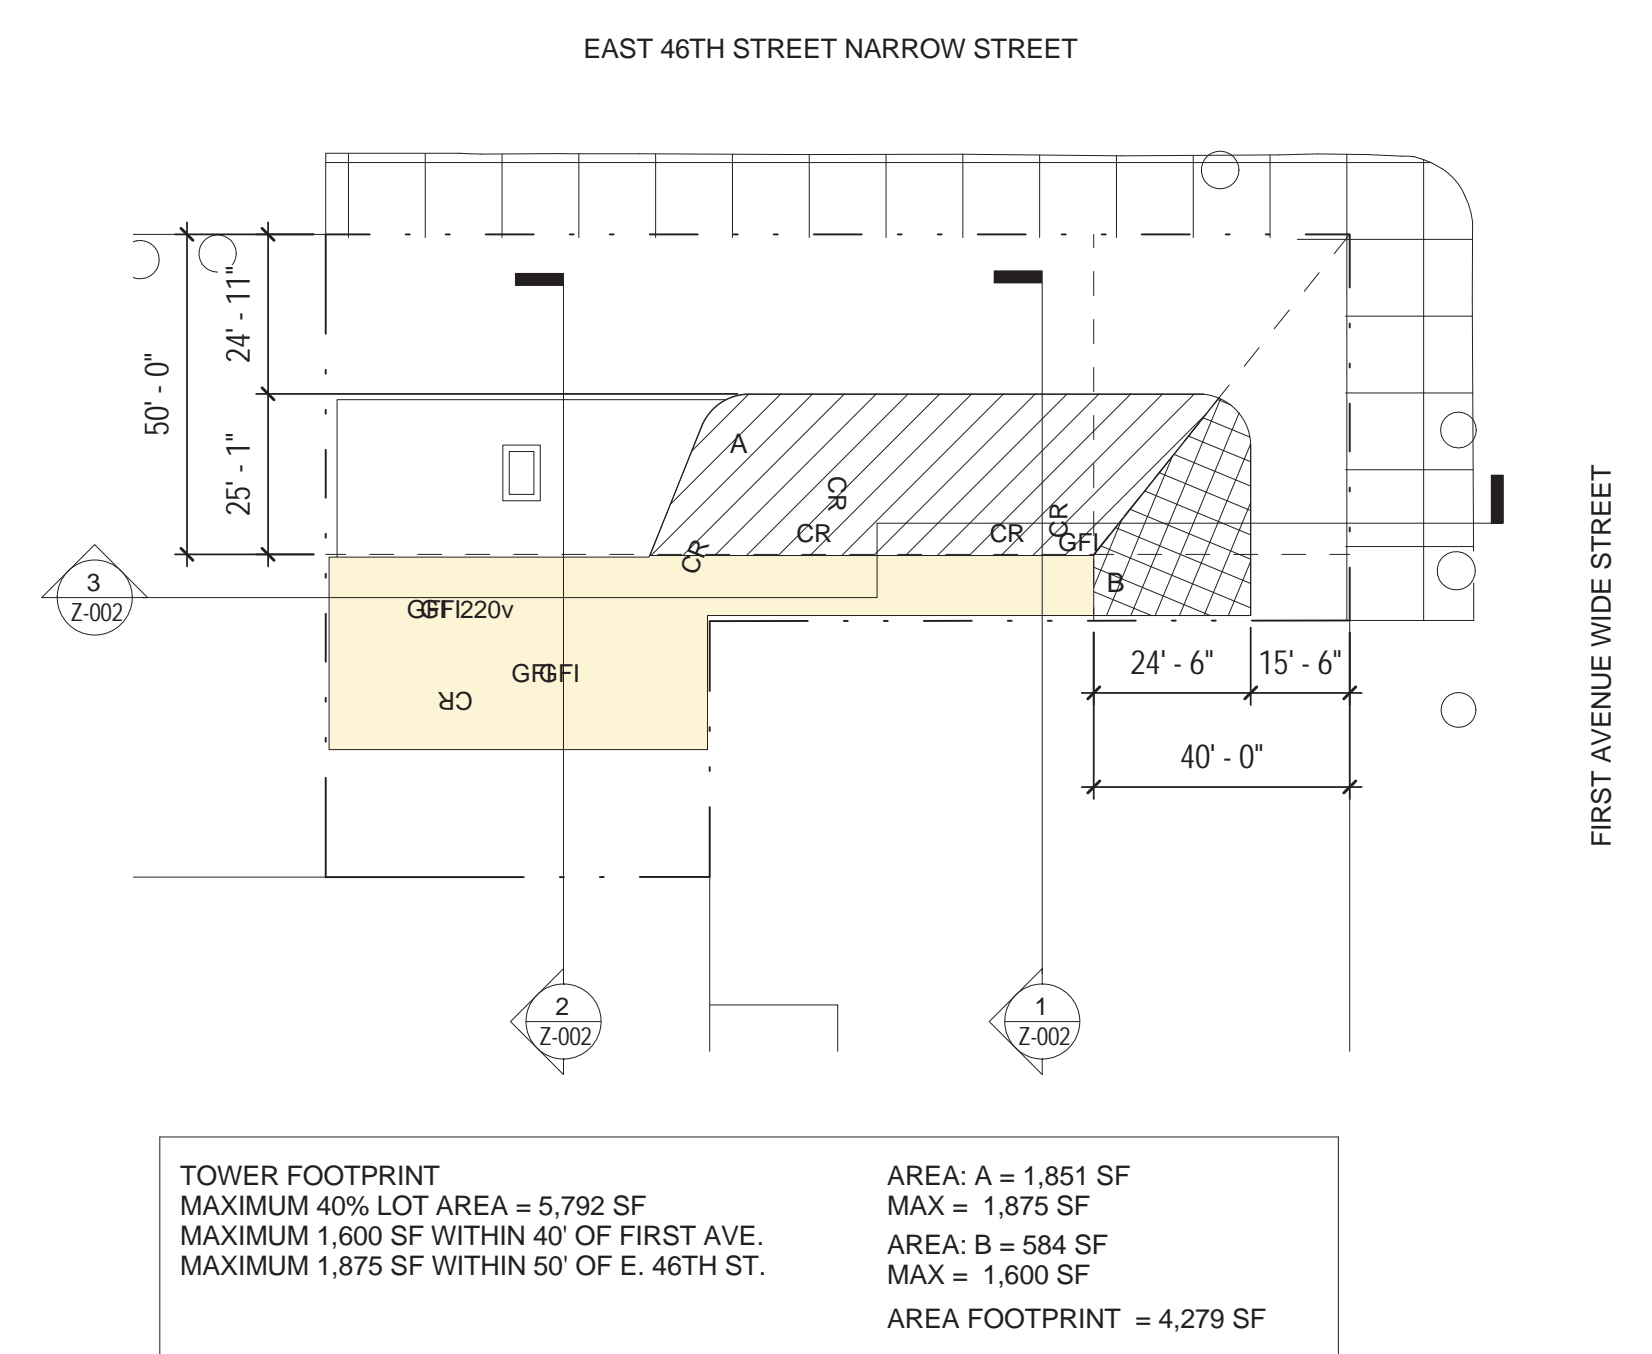 EAST 46TH STREET NARROW STREET
50' - 0"
24' - 11"
25' - 1"
A
CR
CR
CR
CR
GFI
CR
B
3
Z-002
GFI
GFI
220v
GFI
GFI
CR
24' - 6"
15' - 6"
40' - 0"
FIRST AVENUE WIDE STREET
2
Z-002
1
Z-002
TOWER FOOTPRINT
MAXIMUM 40% LOT AREA = 5,792 SF
MAXIMUM 1,600 SF WITHIN 40' OF FIRST AVE.
MAXIMUM 1,875 SF WITHIN 50' OF E. 46TH ST.
AREA: A = 1,851 SF
MAX = 1,875 SF
AREA: B = 584 SF
MAX = 1,600 SF
AREA FOOTPRINT = 4,279 SF